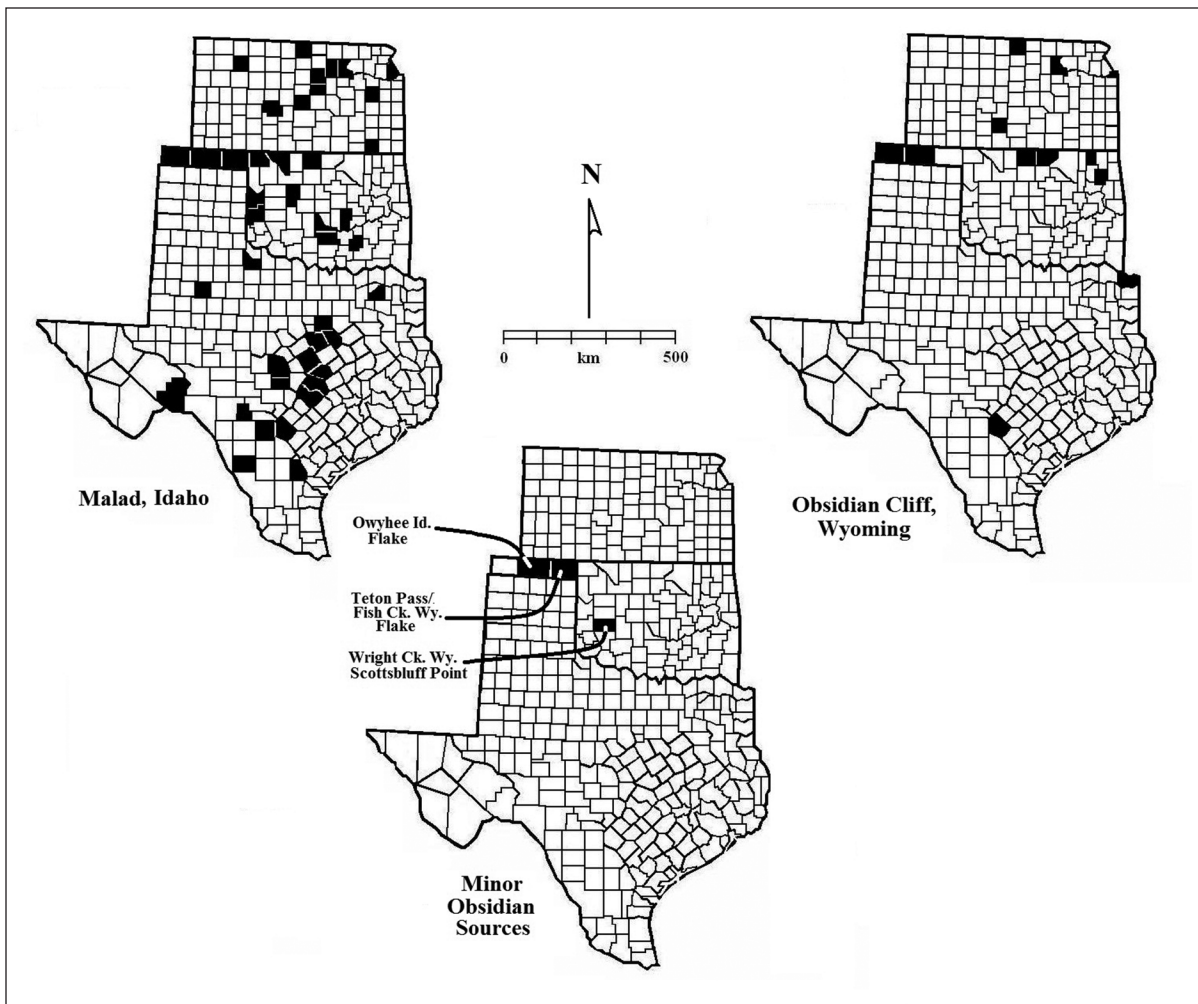 N
0 km 500
Malad, Idaho
Obsidian Cliff,
Wyoming
Owyhee Id.
Flake
Teton Pass/
Fish Ck. Wy.
Flake
Wright Ck. Wy.
Scottsbluff Point
Minor
Obsidian
Sources